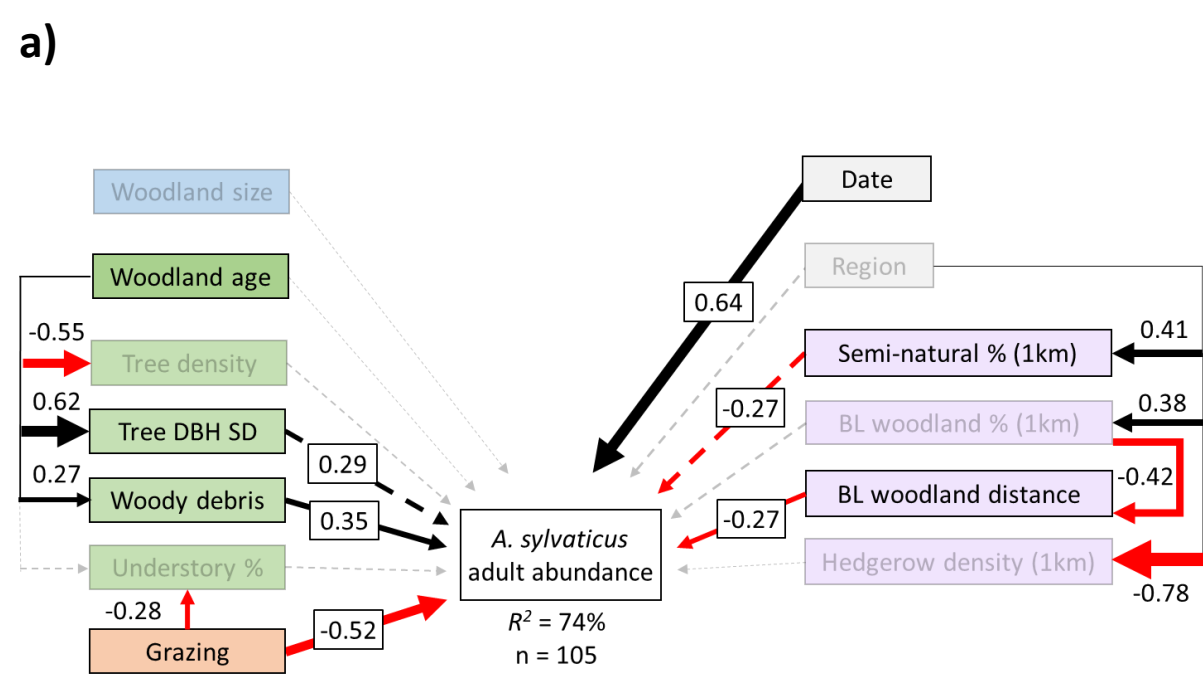 a)
Woodland size
Woodland age
-0.55
Tree density
0.62
Tree DBH SD
0.29
0.27
Woody debris
0.35
Understory %
-0.28
Grazing
-0.52
A. sylvaticus
adult abundance
R² = 74%
n = 105
Date
0.64
Region
0.41
Semi-natural % (1km)
-0.27
0.38
BL woodland % (1km)
-0.42
BL woodland distance
-0.27
Hedgerow density (1km)
-0.78